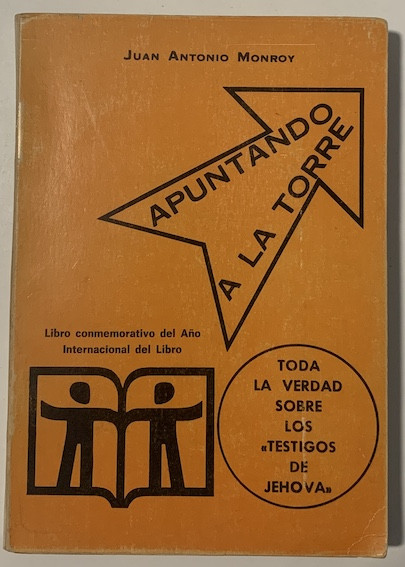 JUAN ANTONIO MONROY
APUNTANDO
A LA TORRE
Libro conmemorativo del Año
Internacional del Libro
TODA
LA VERDAD
SOBRE
LOS
«TESTIGOS
DE
JEHOVA»